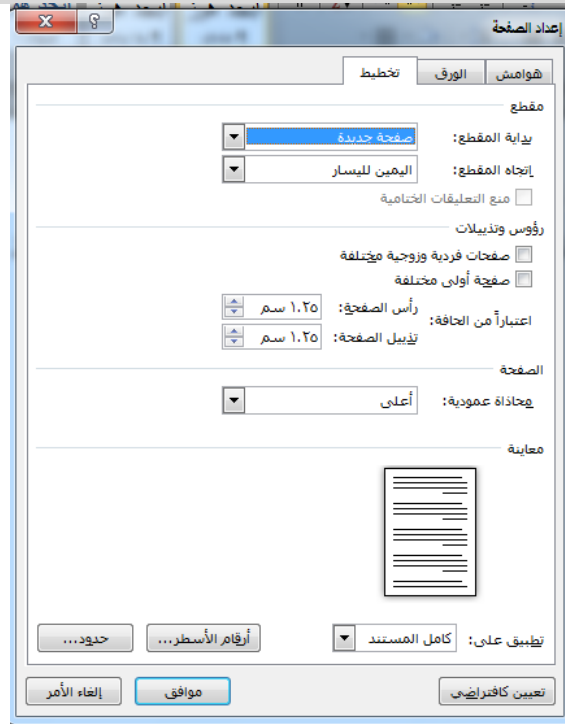 إعداد الصفحة
هوامش الورق تخطيط
مقطع
بداية المقطع: صفحة جديدة
إتجاه المقطع: اليمين لليسار
منع التعليقات الختامية
رؤوس وتذييلات
صفحات فردية وزوجية مختلفة
صفحة أولى مختلفة
اعتباراً من الحافة:
رأس الصفحة: ١.٢٥ سم
تذييل الصفحة: ١.٢٥ سم
الصفحة
محاذاة عمودية: أعلى
معاينة
تطبيق على: كامل المستند أرقام الأسطر... حدود...
تعيين كافتراضي موافق إلغاء الأمر